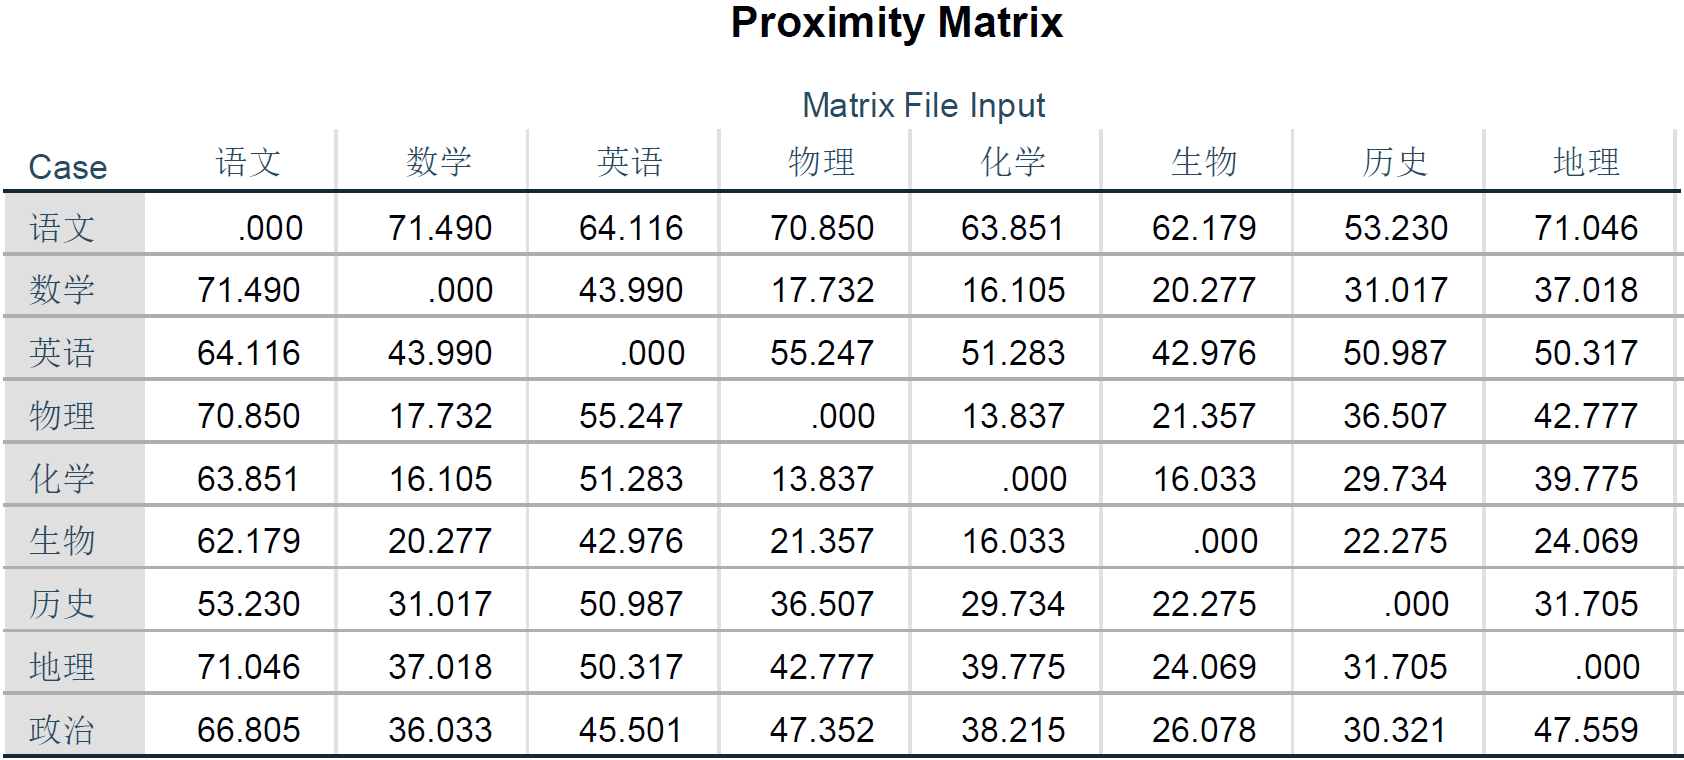 Proximity Matrix
Matrix File Input
Case 语文 数学 英语 物理 化学 生物 历史 地理
语文 .000 71.490 64.116 70.850 63.851 62.179 53.230 71.046
数学 71.490 .000 43.990 17.732 16.105 20.277 31.017 37.018
英语 64.116 43.990 .000 55.247 51.283 42.976 50.987 50.317
物理 70.850 17.732 55.247 .000 13.837 21.357 36.507 42.777
化学 63.851 16.105 51.283 13.837 .000 16.033 29.734 39.775
生物 62.179 20.277 42.976 21.357 16.033 .000 22.275 24.069
历史 53.230 31.017 50.987 36.507 29.734 22.275 .000 31.705
地理 71.046 37.018 50.317 42.777 39.775 24.069 31.705 .000
政治 66.805 36.033 45.501 47.352 38.215 26.078 30.321 47.559